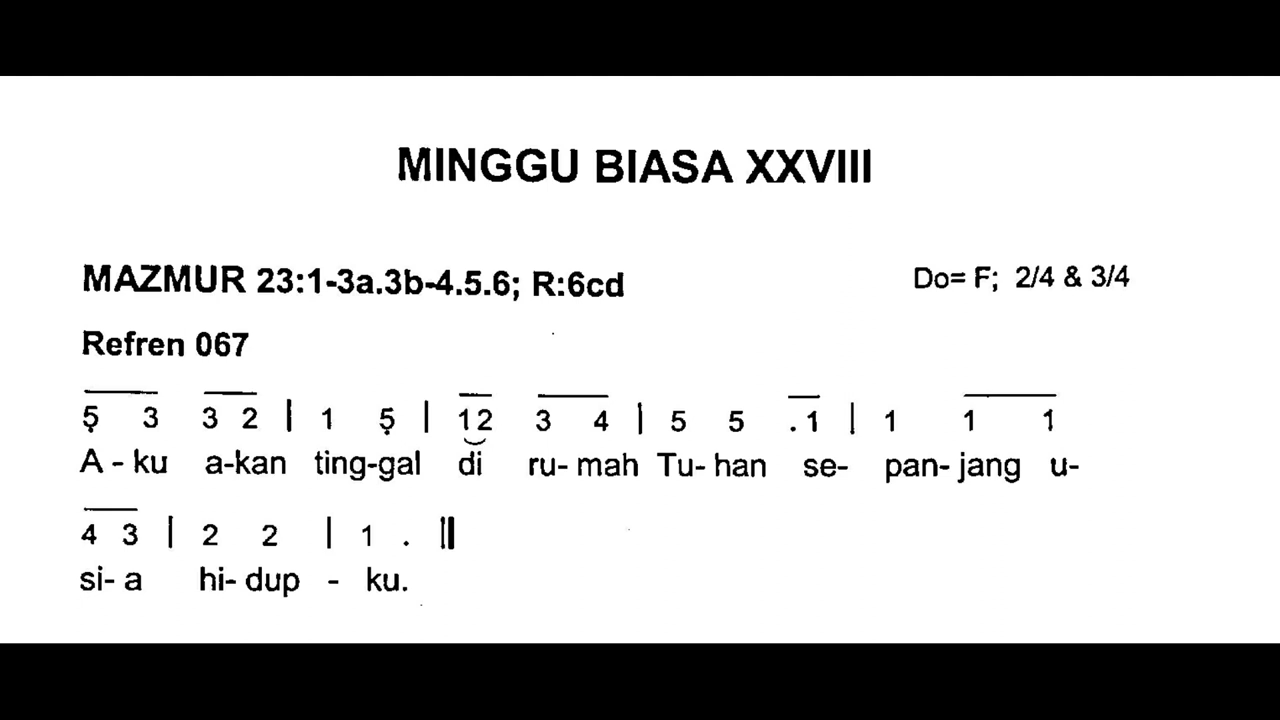 MINGGU BIASA XXVIII
MAZMUR 23:1-3a.3b-4.5.6; R:6cd Do= F; 2/4 & 3/4
Refren 067
5̣ 3 3 2 | 1 5̣ | 12 3 4 | 5 5 .1 | 1 1 1
A - ku a-kan ting-gal di ru- mah Tu- han se- pan- jang u-
4 3 | 2 2 | 1 . ||
si- a hi- dup - ku.